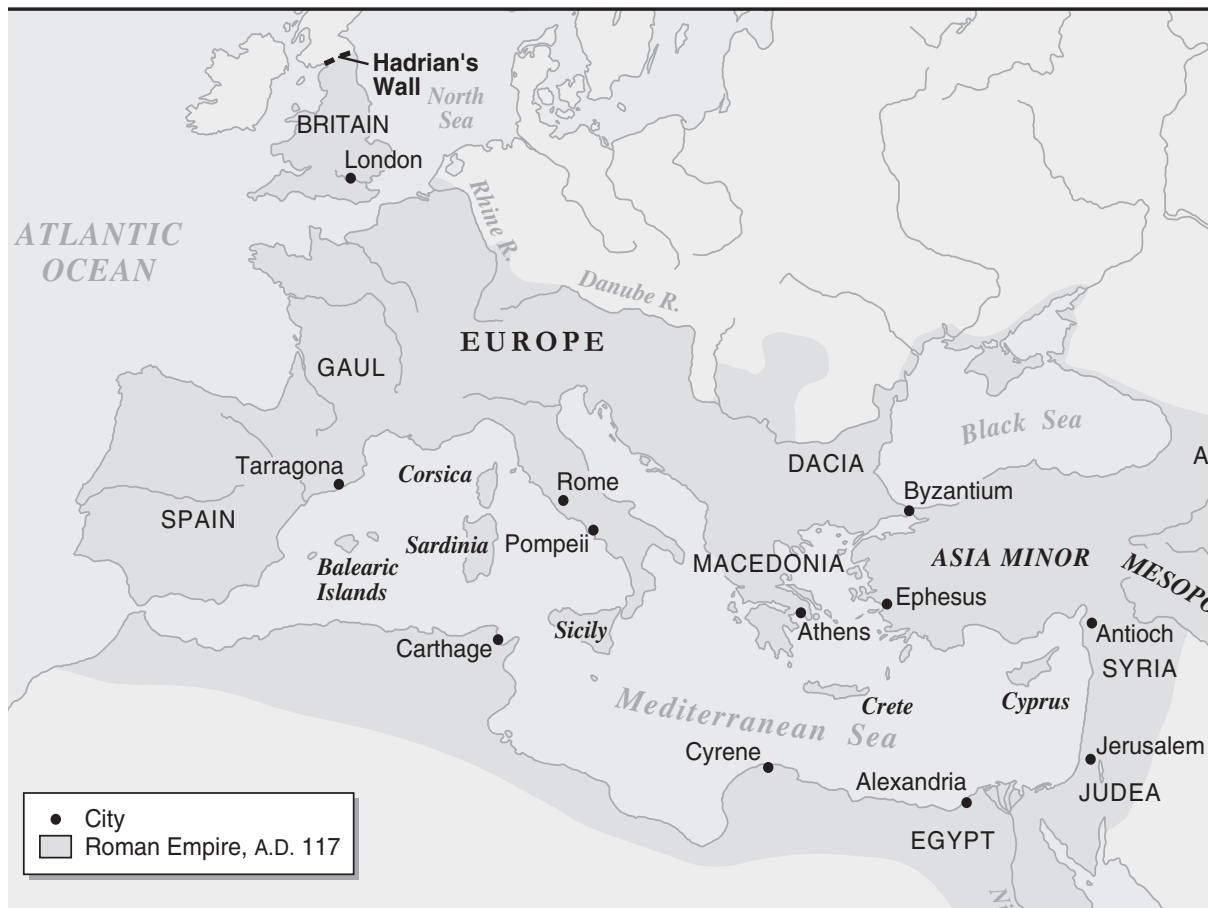 Hadrian's
Wall
North
Sea
BRITAIN
London
Rhine R.
ATLANTIC
OCEAN
Danube R.
EUROPE
GAUL
Black Sea
DACIA
A
Tarragona
Corsica
Rome
Byzantium
SPAIN
Sardinia
Pompeii
MACEDONIA
ASIA MINOR
MESOPO
Balearic
Islands
Ephesus
Sicily
Athens
Antioch
Carthage
SYRIA
Mediterranean Sea
Crete
Cyprus
Cyrene
Jerusalem
Alexandria
JUDEA
EGYPT
Ni
City
Roman Empire, A.D. 117